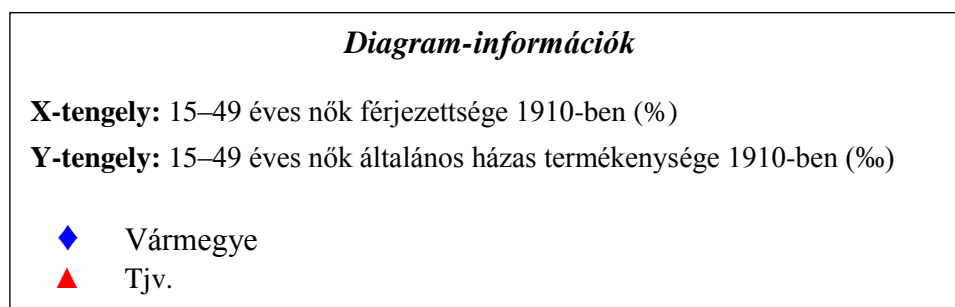 Diagram-információk
X-tengely: 15–49 éves nők férjezettsége 1910-ben (%)
Y-tengely: 15–49 éves nők általános házas termékenysége 1910-ben (‰)
Vármegye
Tjv.